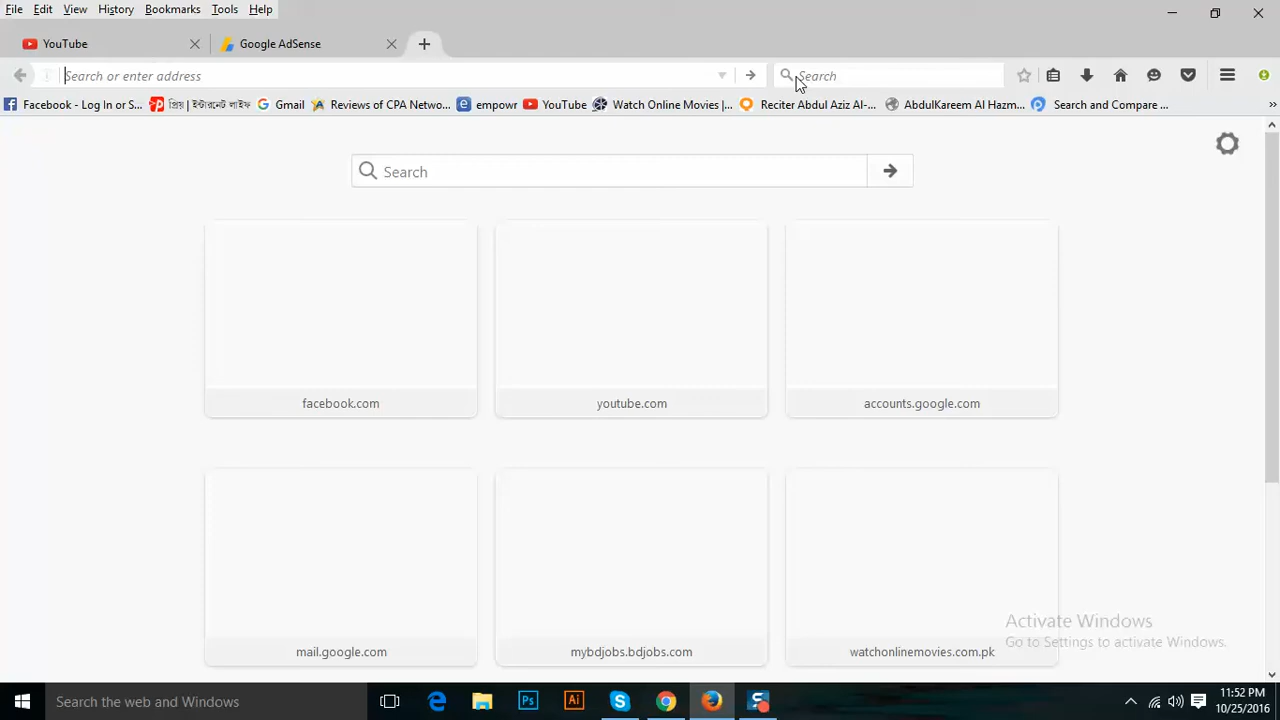 File Edit View History Bookmarks Tools Help
YouTube Google AdSense
Search or enter address Search
Facebook - Log In or S... প্রিয় | ইন্টারনেট লাইফ Gmail Reviews of CPA Netwo... empowr YouTube Watch Online Movies |... Reciter Abdul Aziz Al-... AbdulKareem Al Hazm... Search and Compare ...
Search
facebook.com youtube.com accounts.google.com
mail.google.com mybdjobs.bdjobs.com watchonlinemovies.com.pk
Activate Windows
Go to Settings to activate Windows.
Search the web and Windows
11:52 PM
10/25/2016